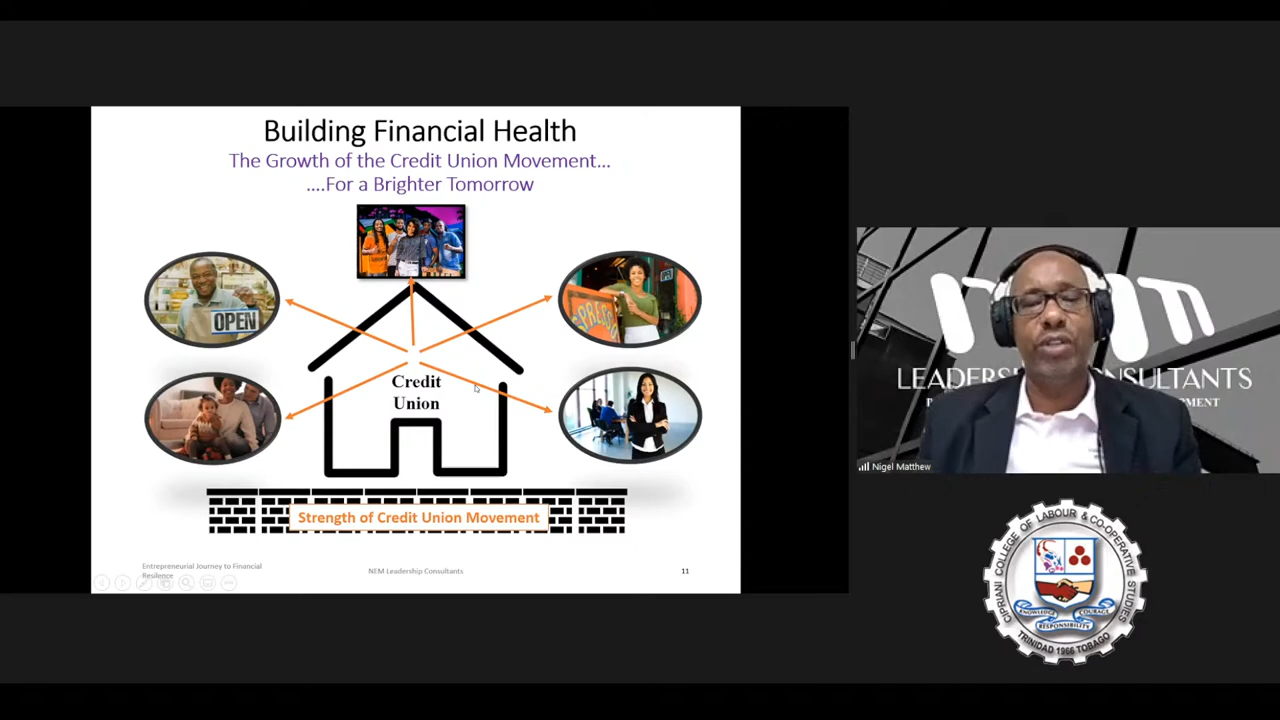 Building Financial Health
The Growth of the Credit Union Movement...
....For a Brighter Tomorrow
OPEN
Credit
Union
Strength of Credit Union Movement
Entrepreneurial Journey to Financial
Resilence
NEM Leadership Consultants
11
LEADERSHIP CONSULTANTS
Nigel Matthew
CIPRIANI COLLEGE OF LABOUR & CO-OPERATIVE STUDIES
KNOWLEDGE
COURAGE
RESPONSIBILITY
TRINIDAD 1966 TOBAGO